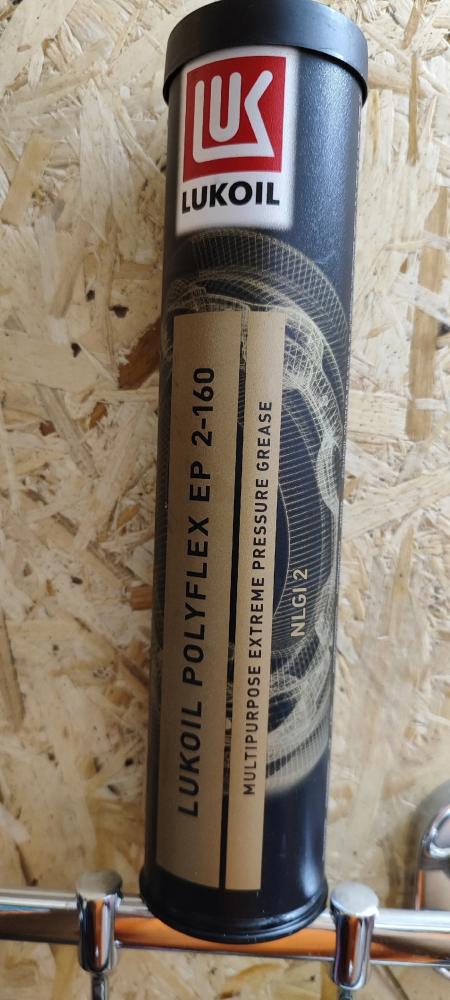 LUK
LUKOIL
LUKOIL POLYFLEX EP 2-160
MULTIPURPOSE EXTREME PRESSURE GREASE
NLGI 2